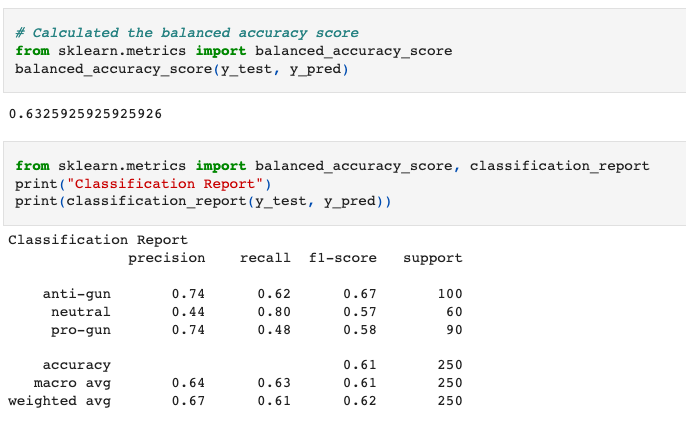 # Calculated the balanced accuracy score
from sklearn.metrics import balanced_accuracy_score
balanced_accuracy_score(y_test, y_pred)
0.6325925925925926
from sklearn.metrics import balanced_accuracy_score, classification_report
print("Classification Report")
print(classification_report(y_test, y_pred))
Classification Report
precision recall f1-score support
anti-gun 0.74 0.62 0.67 100
neutral 0.44 0.80 0.57 60
pro-gun 0.74 0.48 0.58 90
accuracy 0.61 250
macro avg 0.64 0.63 0.61 250
weighted avg 0.67 0.61 0.62 250